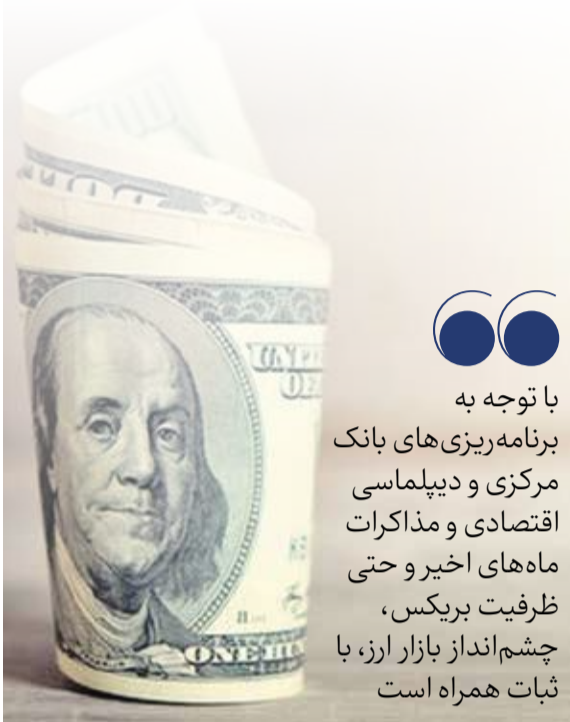 با توجه به
برنامه‌ریزی‌های بانک
مرکزی و دیپلماسی
اقتصادی و مذاکرات
ماه‌های اخیر و حتی
ظرفیت بریکس،
چشم‌انداز بازار ارز، با
ثبات همراه است